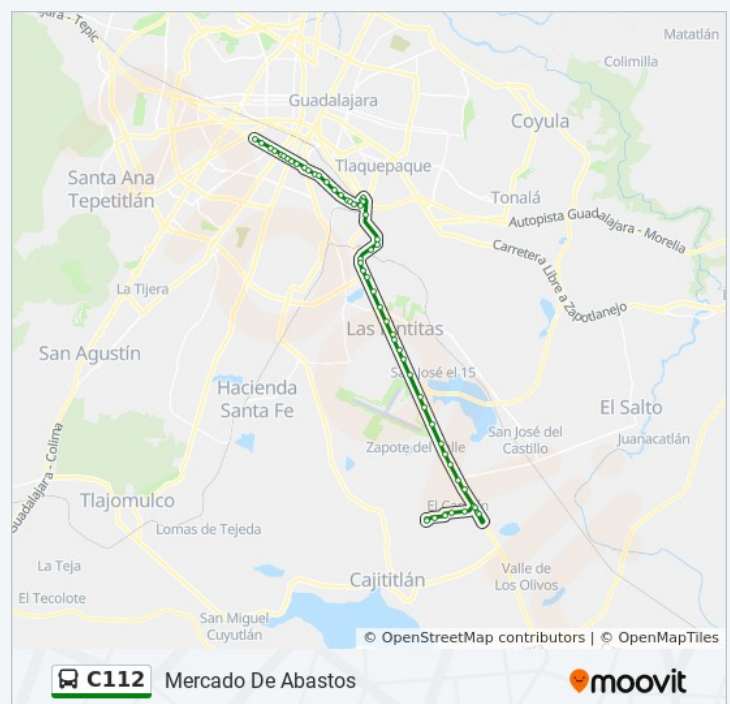 ajara - Tepic
Matatlán
Colimilla
Guadalajara
Coyula
Tlaquepaque
Santa Ana
Tepetitlán
Tonalá
Autopista Guadalajara - Morelia
Carretera Libre a Zapotlanejo
La Tijera
Las Pintitas
San Agustín
San José el 15
Hacienda
Santa Fe
El Salto
San José del
Castillo
Juanacatlán
Zapote del Valle
Guadalajara - Colima
Tlajomulco
Lomas de Tejeda
La Teja
Cajititlán
Valle de
Los Olivos
El Tecolote
San Miguel
Cuyutlán
© OpenStreetMap contributors | © OpenMapTiles
C112 Mercado De Abastos
moovit